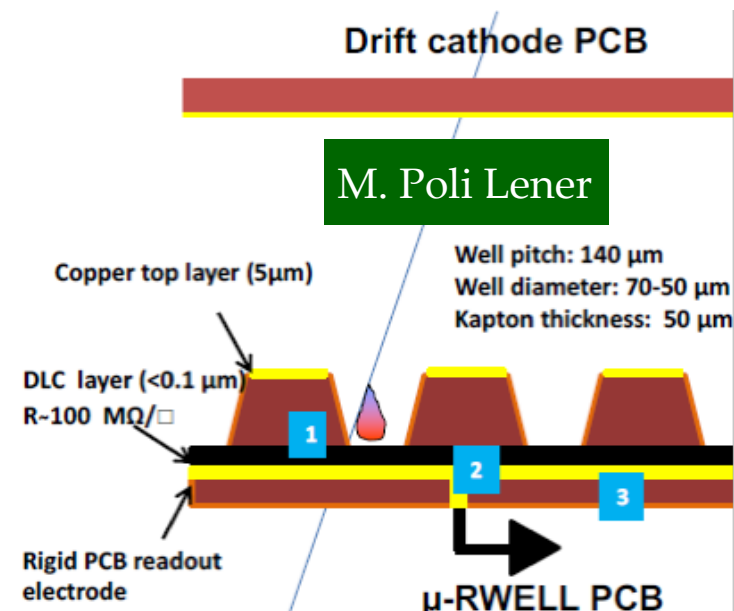 Drift cathode PCB
M. Poli Lener
Well pitch: 140 µm
Well diameter: 70-50 µm
Kapton thickness: 50 µm
Copper top layer (5µm)
DLC layer (<0.1 µm)
R~100 MΩ/□
1
2
3
Rigid PCB readout
electrode
µ-RWELL PCB